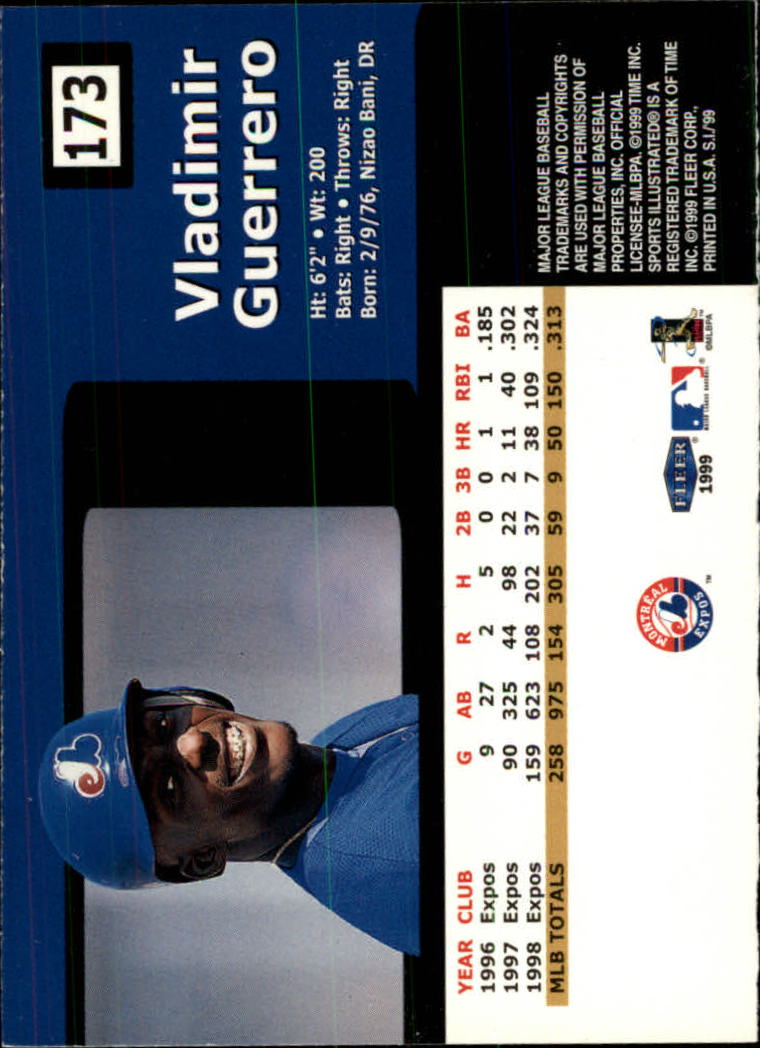 173
Vladimir
Guerrero
Ht: 6'2" • Wt: 200
Bats: Right • Throws: Right
Born: 2/9/76, Nizao Bani, DR
YEAR CLUB G AB R H 2B 3B HR RBI BA
1996 Expos 9 27 2 5 0 0 1 1 .185
1997 Expos 90 325 44 98 22 2 11 40 .302
1998 Expos 159 623 108 202 37 7 38 109 .324
MLB TOTALS 258 975 154 305 59 9 50 150 .313
MAJOR LEAGUE BASEBALL
TRADEMARKS AND COPYRIGHTS
ARE USED WITH PERMISSION OF
MAJOR LEAGUE BASEBALL
PROPERTIES, INC. OFFICIAL
LICENSEE-MLBPA. ©1999 TIME INC.
SPORTS ILLUSTRATED® IS A
REGISTERED TRADEMARK OF TIME
INC. ©1999 FLEER CORP.,
PRINTED IN U.S.A. S.I./'99
MONTREAL
EXPOS
™
FLEER
®
1999
MAJOR LEAGUE BASEBALL
®
©MLBPA